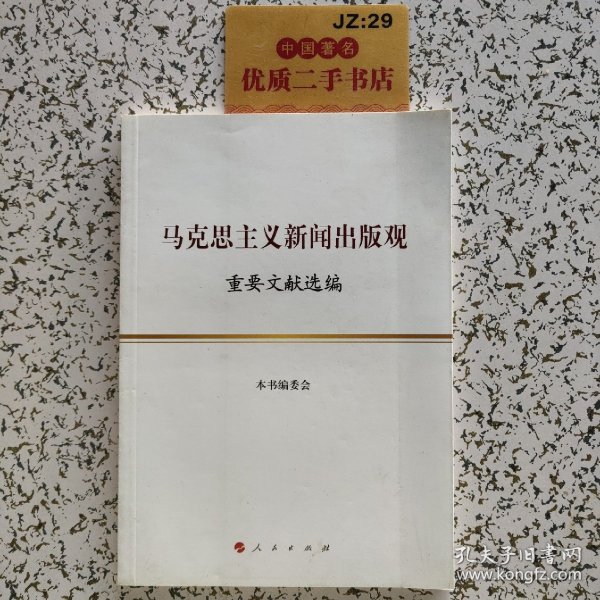 JZ:29
中国著名
优质二手书店
马克思主义新闻出版观
重要文献选编
本书编委会
人民出版社
孔夫子旧书网
www.kongfz.com